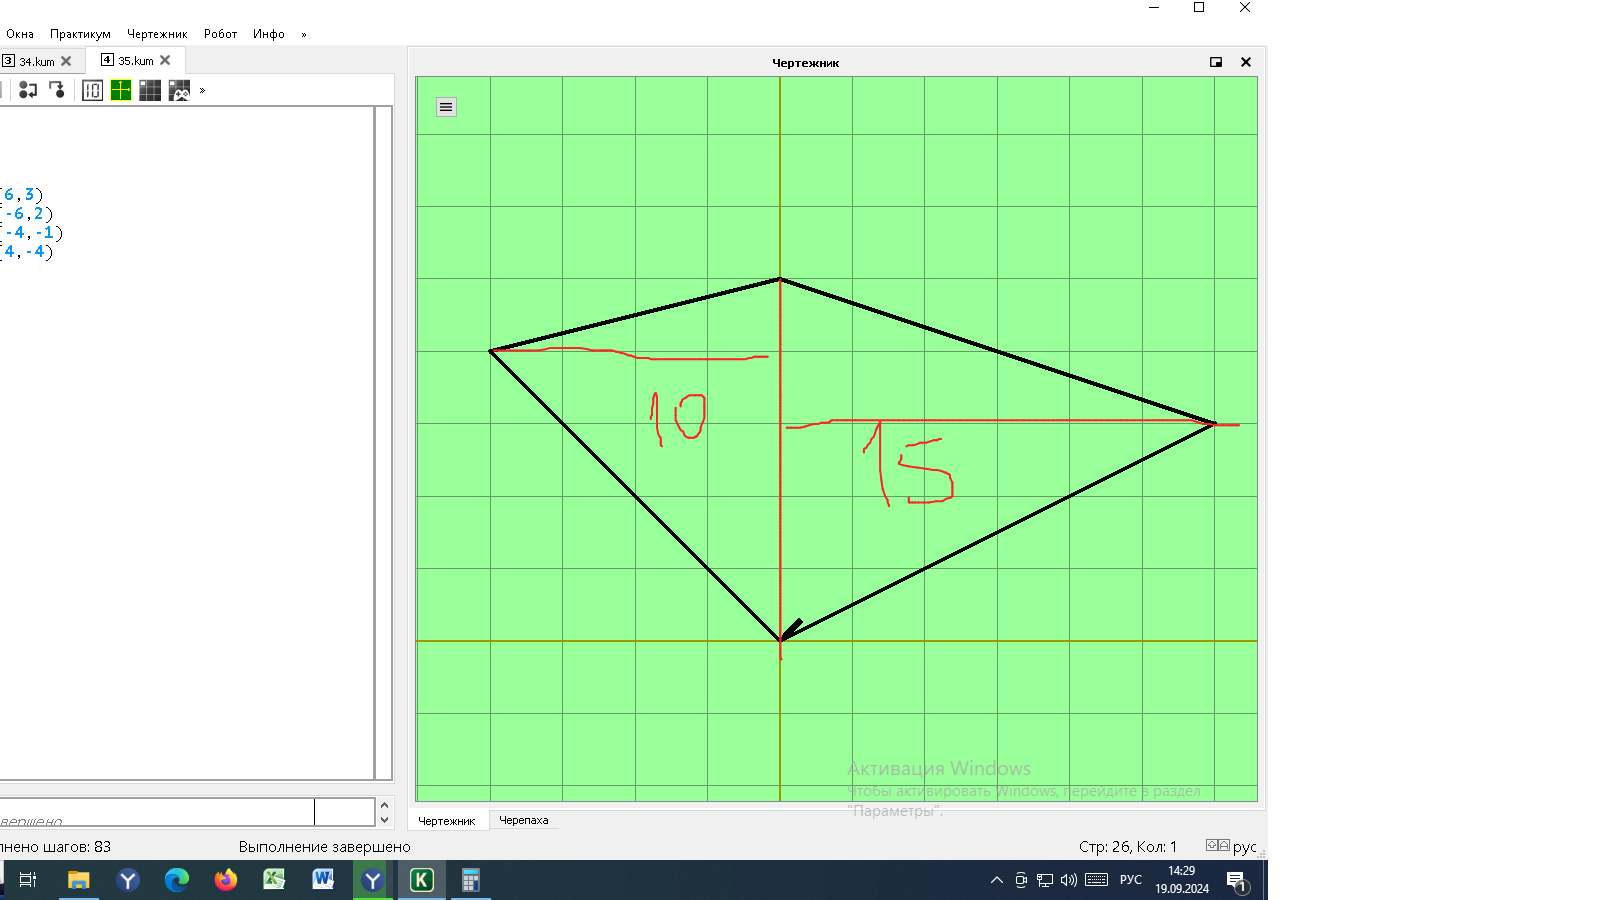 Окна Практикум Чертежник Робот Инфо »
3 34.kum 4 35.kum
Чертежник
10 »
6,3)
-6,2)
-4,-1)
4,-4)
10
15
Активация Windows
Чтобы активировать Windows, перейдите в раздел
"Параметры".
Чертежник Черепаха
нено шагов: 83 Выполнение завершено Стр: 26, Кол: 1 рус
РУС 14:29
19.09.2024 1